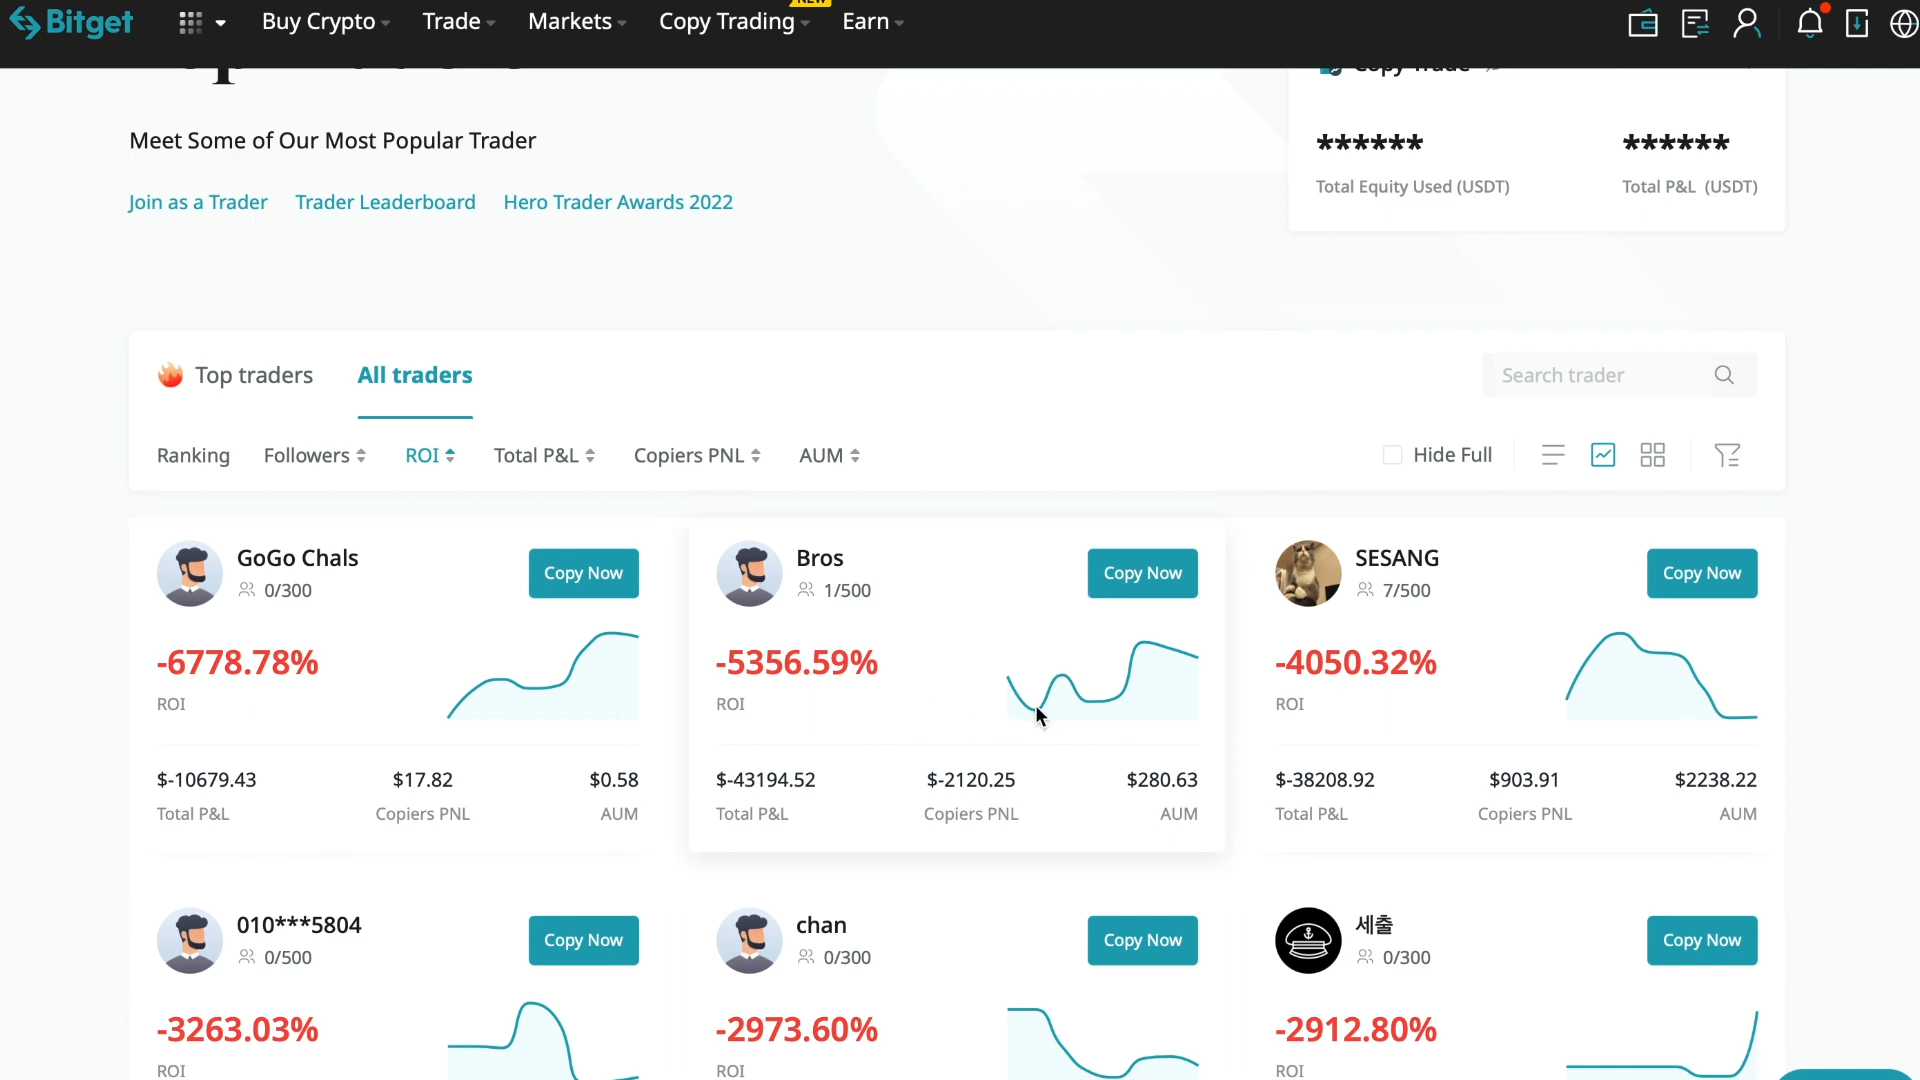 Bitget
Buy Crypto
Trade
Markets
Copy Trading
NEW
Earn
Copy Trade
Meet Some of Our Most Popular Trader
****** ******
Total Equity Used (USDT) Total P&L (USDT)
Join as a Trader Trader Leaderboard Hero Trader Awards 2022
Top traders All traders
Search trader
Ranking Followers ROI Total P&L Copiers PNL AUM
Hide Full
GoGo Chals
0/300
Copy Now
-6778.78%
ROI
$-10679.43 $17.82 $0.58
Total P&L Copiers PNL AUM
Bros
1/500
Copy Now
-5356.59%
ROI
$-43194.52 $-2120.25 $280.63
Total P&L Copiers PNL AUM
SESANG
7/500
Copy Now
-4050.32%
ROI
$-38208.92 $903.91 $2238.22
Total P&L Copiers PNL AUM
010***5804
0/500
Copy Now
-3263.03%
ROI
chan
0/300
Copy Now
-2973.60%
ROI
세출
0/300
Copy Now
-2912.80%
ROI